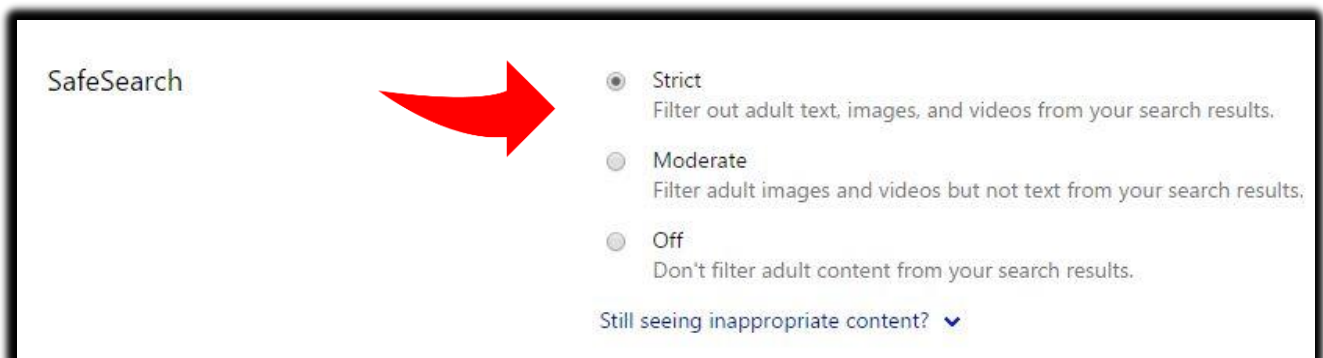 SafeSearch
Strict
Filter out adult text, images, and videos from your search results.
Moderate
Filter adult images and videos but not text from your search results.
Off
Don't filter adult content from your search results.
Still seeing inappropriate content?